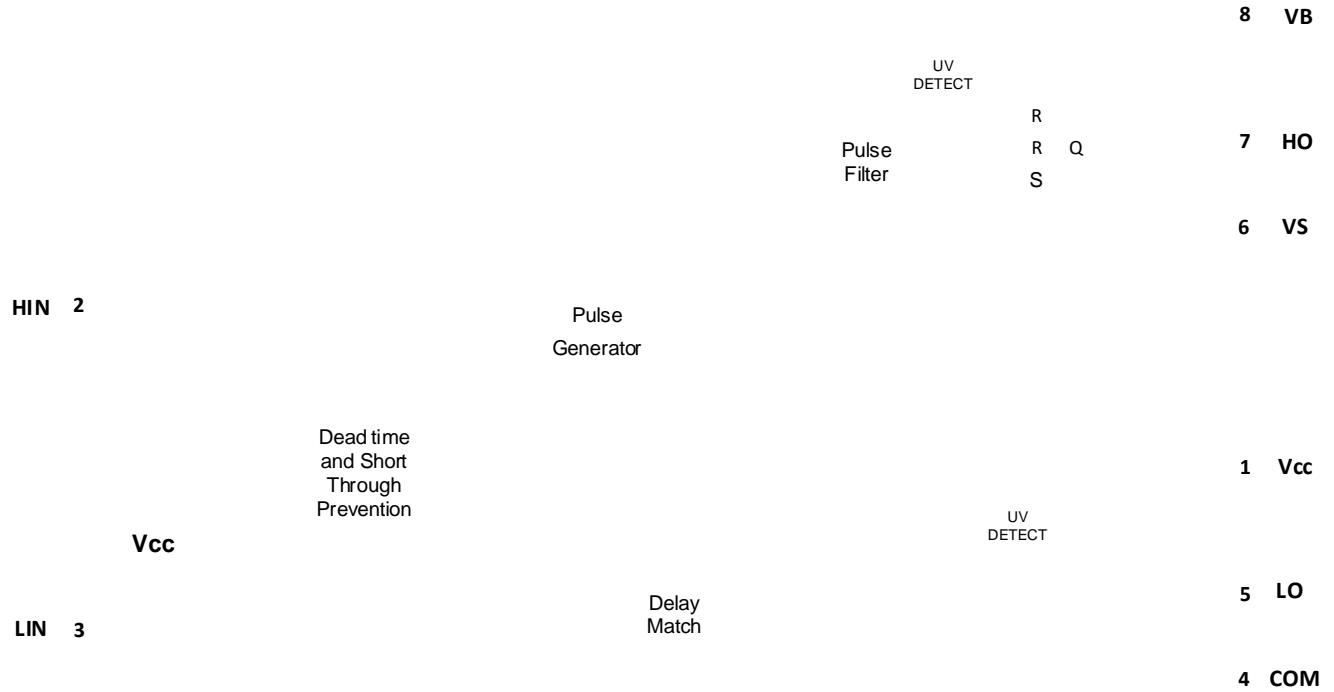 8 VB
UV
DETECT
R
Pulse
Filter
R Q
S
7 HO
6 VS
HIN 2
Pulse
Generator
Dead time
and Short
Through
Prevention
1 Vcc
UV
DETECT
Vcc
Delay
Match
5 LO
LIN 3
4 COM